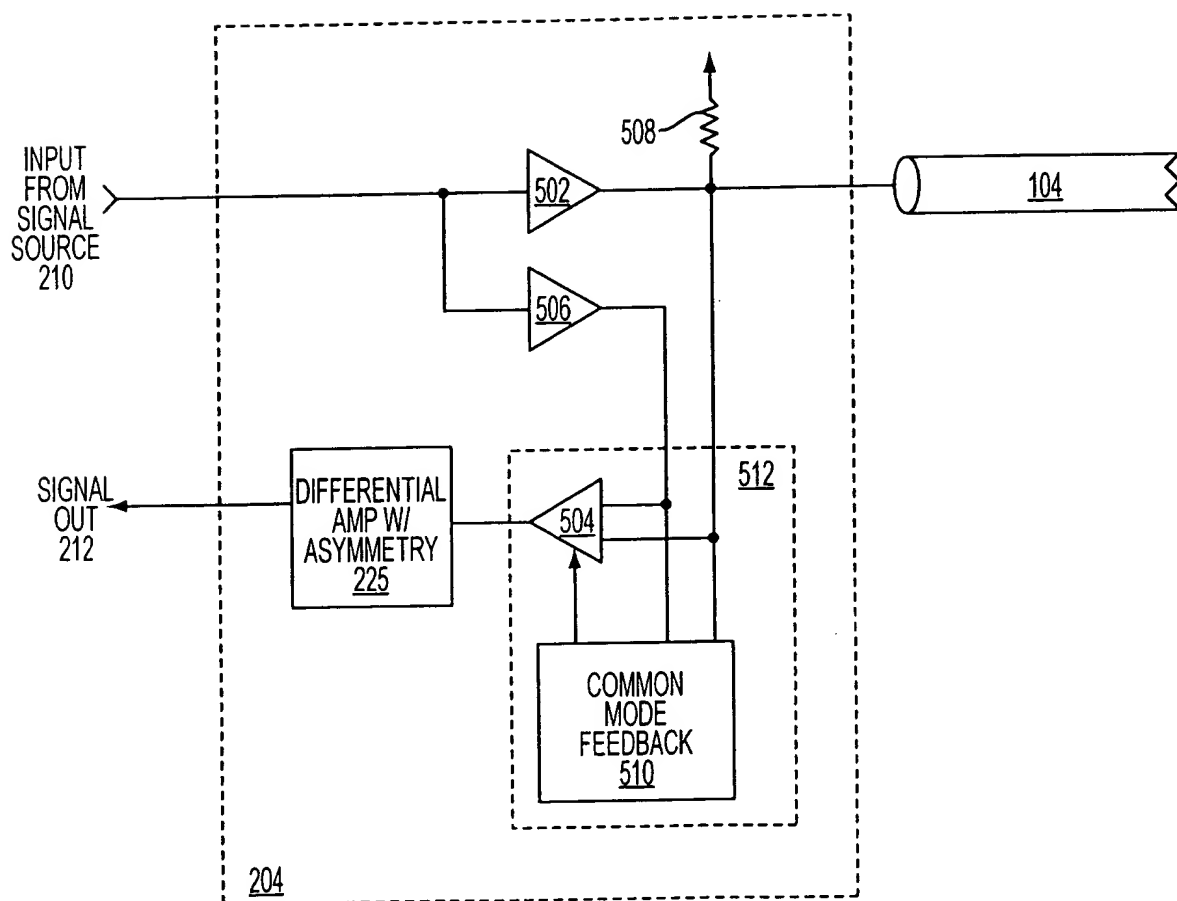 508
INPUT
FROM
SIGNAL
SOURCE
210
502
104
506
SIGNAL
OUT
212
DIFFERENTIAL
AMP W/
ASYMMETRY
225
504
512
COMMON
MODE
FEEDBACK
510
204